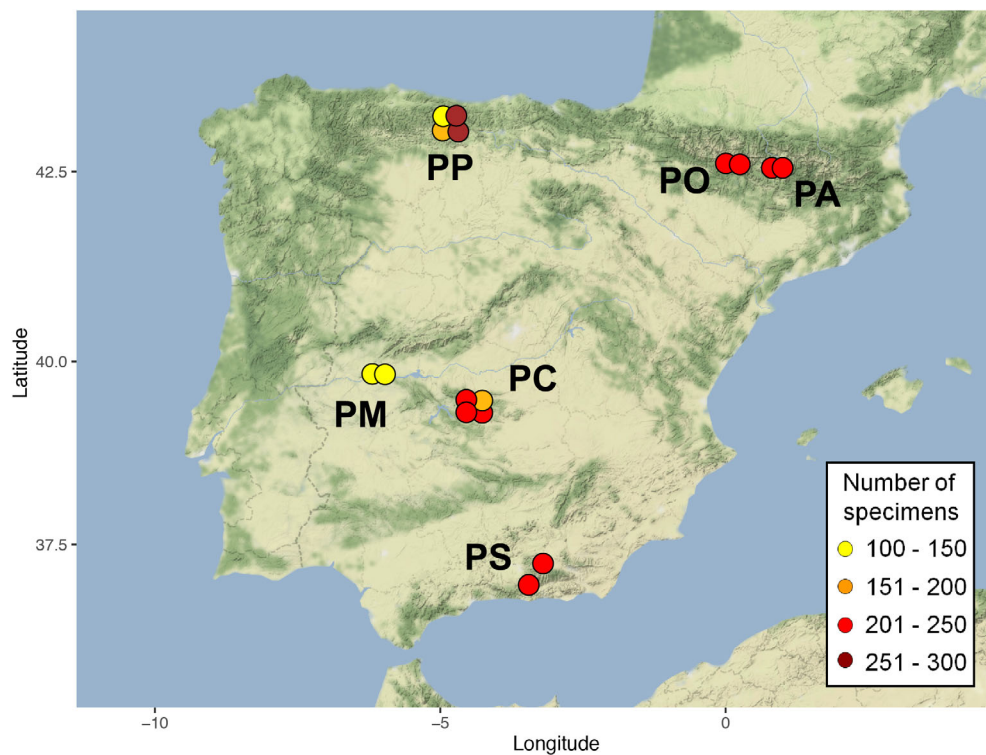 PP
42.5
PO
PA
40.0
PC
PM
Latitude
Number of
specimens
100 - 150
151 - 200
201 - 250
251 - 300
37.5
PS
−10
−5
0
Longitude